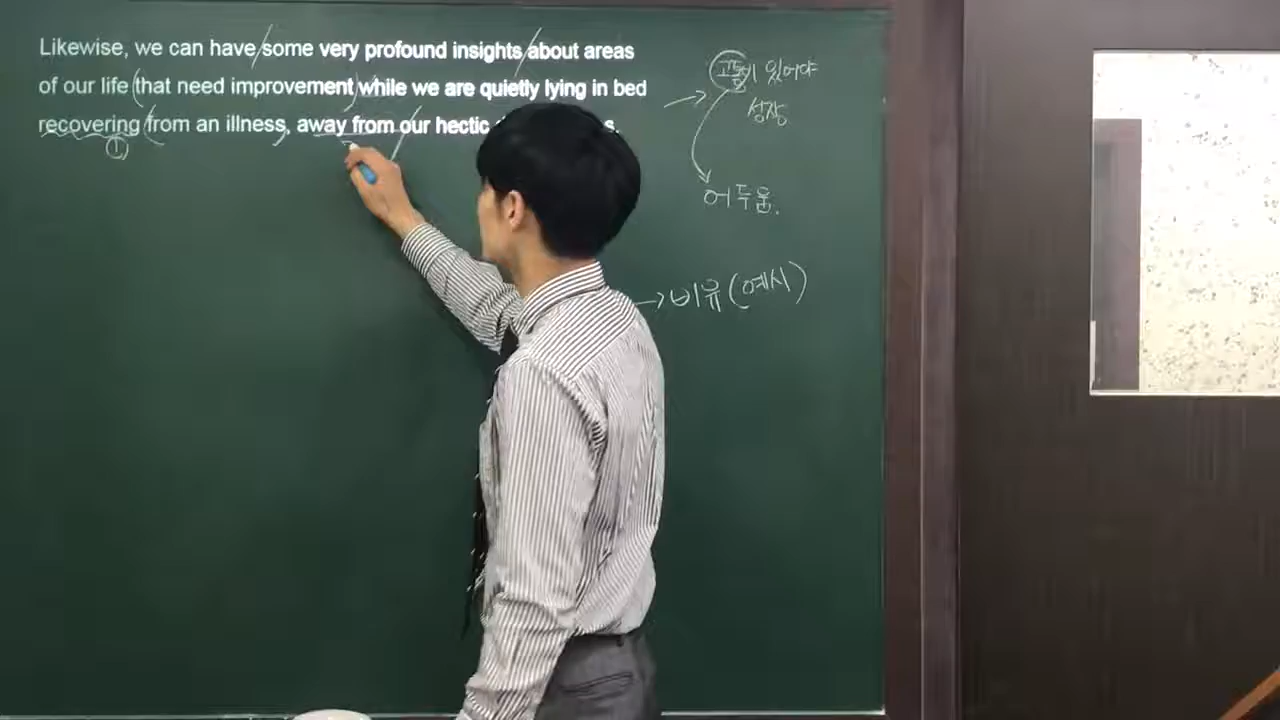 Likewise, we can have some very profound insights about areas
of our life that need improvement while we are quietly lying in bed
recovering from an illness, away from our hectic
①
고통이 있어야
성장
어두움.
→비유(예시)